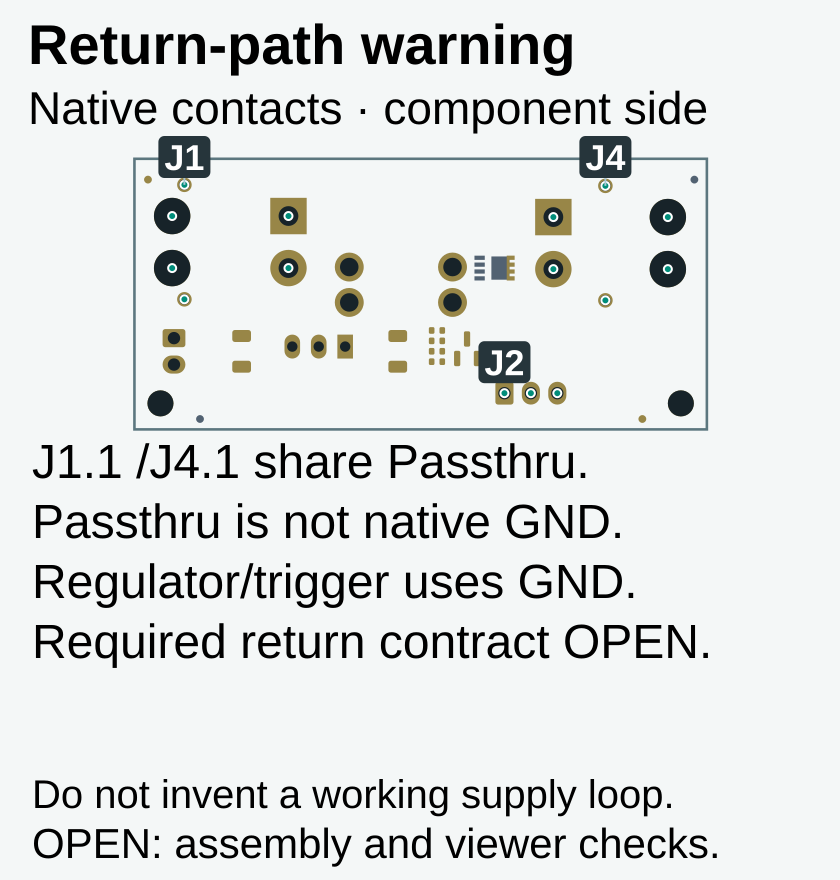 Return-path warning
Native contacts · component side
J1 J4
J2
J1.1 /J4.1 share Passthru.
Passthru is not native GND.
Regulator/trigger uses GND.
Required return contract OPEN.
Do not invent a working supply loop.
OPEN: assembly and viewer checks.